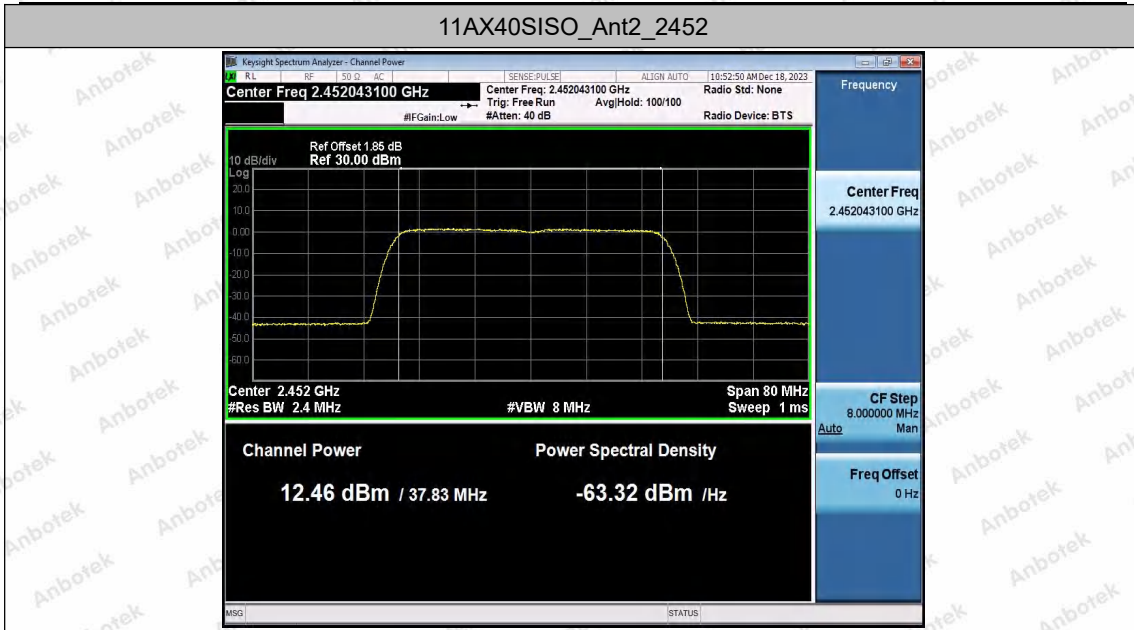 11AX40SISO_Ant2_2452
Keysight Spectrum Analyzer - Channel Power
LXI RL RF 50 Ω AC SENSE:PULSE ALIGN AUTO 10:52:50 AM Dec 18, 2023
Center Freq 2.452043100 GHz
Center Freq: 2.452043100 GHz
Radio Std: None
Trig: Free Run Avg|Hold: 100/100
#IFGain:Low
#Atten: 40 dB
Radio Device: BTS
Ref Offset 1.85 dB
10 dB/div Ref 30.00 dBm
Log
20.0
10.0
0.00
-10.0
-20.0
-30.0
-40.0
-50.0
-60.0
Center 2.452 GHz
Span 80 MHz
#Res BW 2.4 MHz
#VBW 8 MHz
Sweep 1 ms
Channel Power
Power Spectral Density
12.46 dBm / 37.83 MHz
-63.32 dBm /Hz
MSG
STATUS
Frequency
Center Freq
2.452043100 GHz
CF Step
8.000000 MHz
Auto Man
Freq Offset
0 Hz
Anbotek